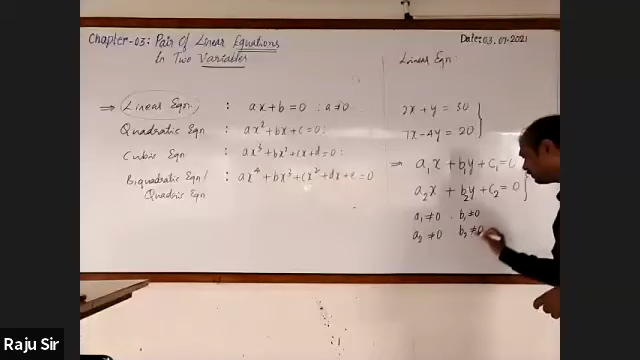 Chapter-03: Pair Of Linear Equations
In Two Variables
Date: 03.07.2021
⇒ Linear Eqn : ax+b=0 : a≠0
Quadratic Eqn : ax²+bx+c=0:
Cubic Eqn : ax³+bx²+cx+d=0:
Biquadratic Eqn/ : ax⁴+bx³+cx²+dx+e=0
Quadric Eqn
Linear Eqn:
2x+y=30
7x-4y=20
⇒ a₁x+b₁y+c₁=0
a₂x+b₂y+c₂=0
a₁≠0 . b₁≠0
a₂≠0 b₂≠0
Raju Sir